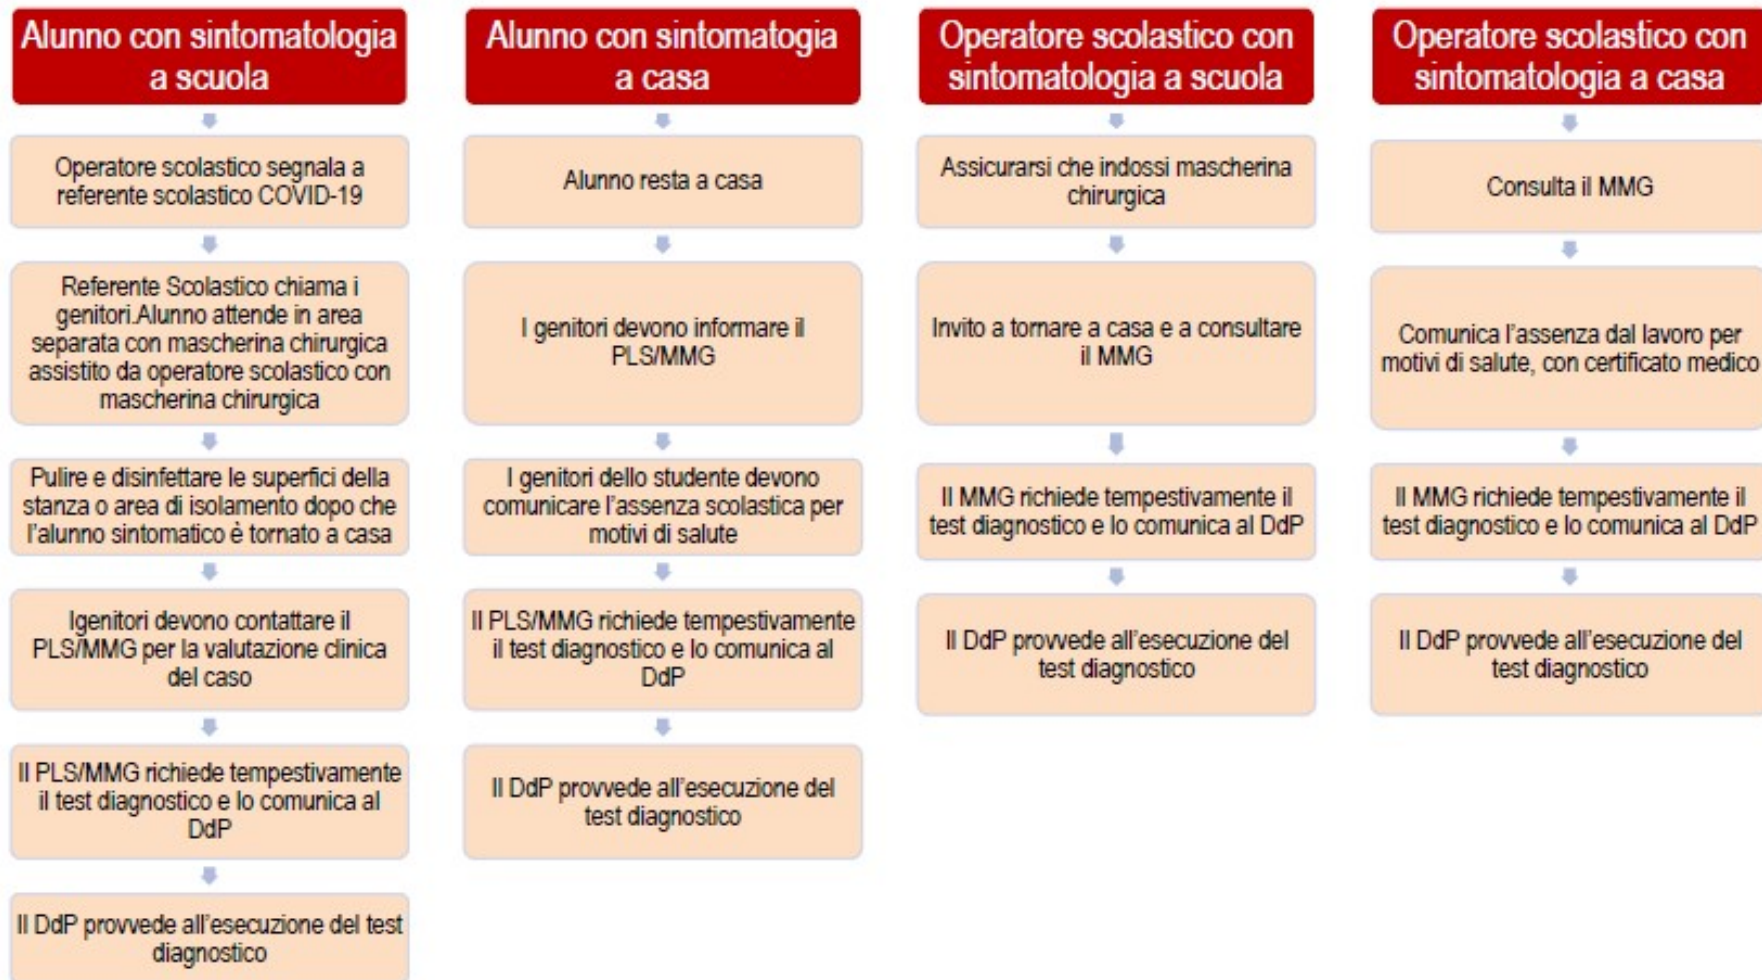 Alunno con sintomatologia
a scuola
Operatore scolastico segnala a
referente scolastico COVID-19
Referente Scolastico chiama i
genitori.Alunno attende in area
separata con mascherina chirurgica
assistito da operatore scolastico con
mascherina chirurgica
Pulire e disinfettare le superfici della
stanza o area di isolamento dopo che
l'alunno sintomatico è tornato a casa
Igenitori devono contattare il
PLS/MMG per la valutazione clinica
del caso
Il PLS/MMG richiede tempestivamente
il test diagnostico e lo comunica al
DdP
Il DdP provvede all'esecuzione del test
diagnostico
Alunno con sintomatogia
a casa
Alunno resta a casa
I genitori devono informare il
PLS/MMG
I genitori dello studente devono
comunicare l'assenza scolastica per
motivi di salute
Il PLS/MMG richiede tempestivamente
il test diagnostico e lo comunica al
DdP
Il DdP provvede all'esecuzione del
test diagnostico
Operatore scolastico con
sintomatologia a scuola
Assicurarsi che indossi mascherina
chirurgica
Invito a tornare a casa e a consultare
il MMG
Il MMG richiede tempestivamente il
test diagnostico e lo comunica al DdP
Il DdP provvede all'esecuzione del
test diagnostico
Operatore scolastico con
sintomatologia a casa
Consulta il MMG
Comunica l'assenza dal lavoro per
motivi di salute, con certificato medico
Il MMG richiede tempestivamente il
test diagnostico e lo comunica al DdP
Il DdP provvede all'esecuzione del
test diagnostico